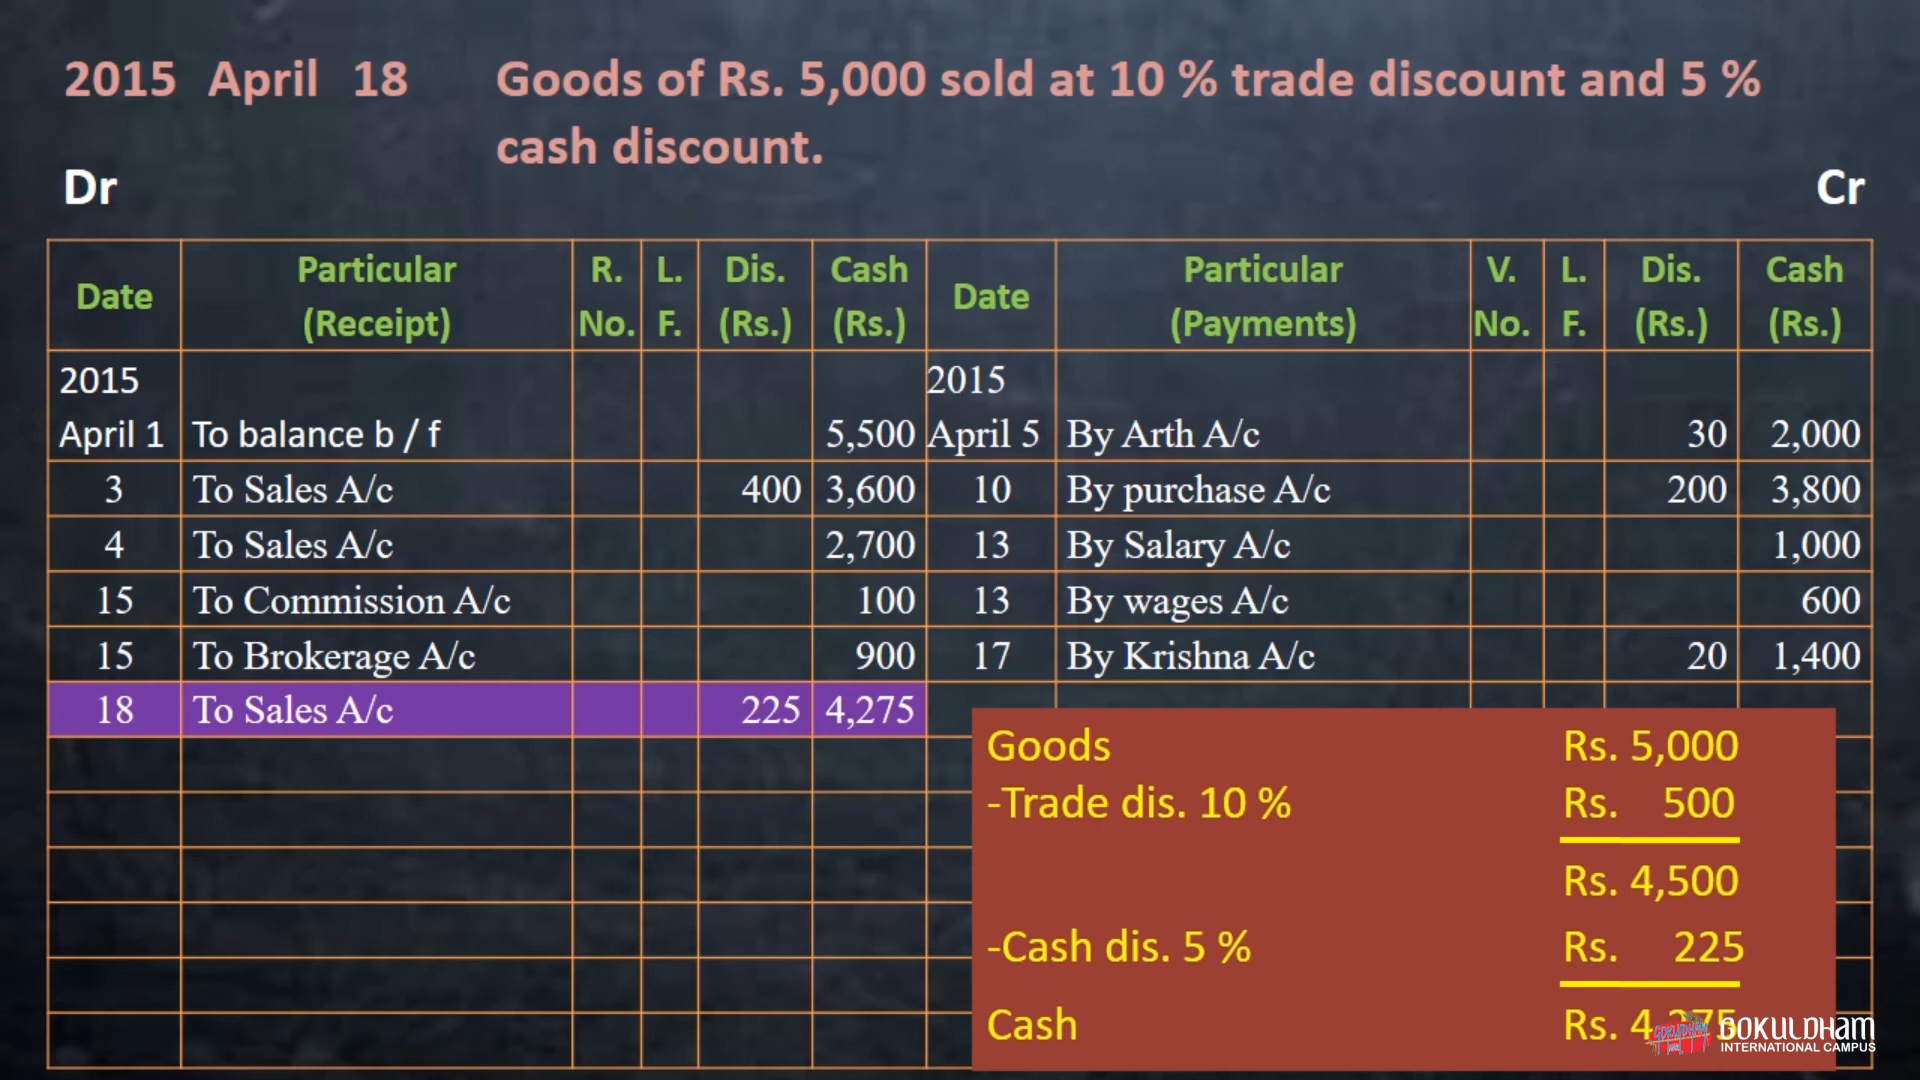 2015 April 18 Goods of Rs. 5,000 sold at 10 % trade discount and 5 %
cash discount.
Dr Cr
Date Particular (Receipt) R. No. L. F. Dis. (Rs.) Cash (Rs.) Date Particular (Payments) V. No. L. F. Dis. (Rs.) Cash (Rs.)
2015 2015
April 1 To balance b / f 5,500 April 5 By Arth A/c 30 2,000
3 To Sales A/c 400 3,600 10 By purchase A/c 200 3,800
4 To Sales A/c 2,700 13 By Salary A/c 1,000
15 To Commission A/c 100 13 By wages A/c 600
15 To Brokerage A/c 900 17 By Krishna A/c 20 1,400
18 To Sales A/c 225 4,275
Goods Rs. 5,000
-Trade dis. 10 % Rs. 500
Rs. 4,500
-Cash dis. 5 % Rs. 225
Cash Rs. 4,275
GOKULDHAM
INTERNATIONAL CAMPUS